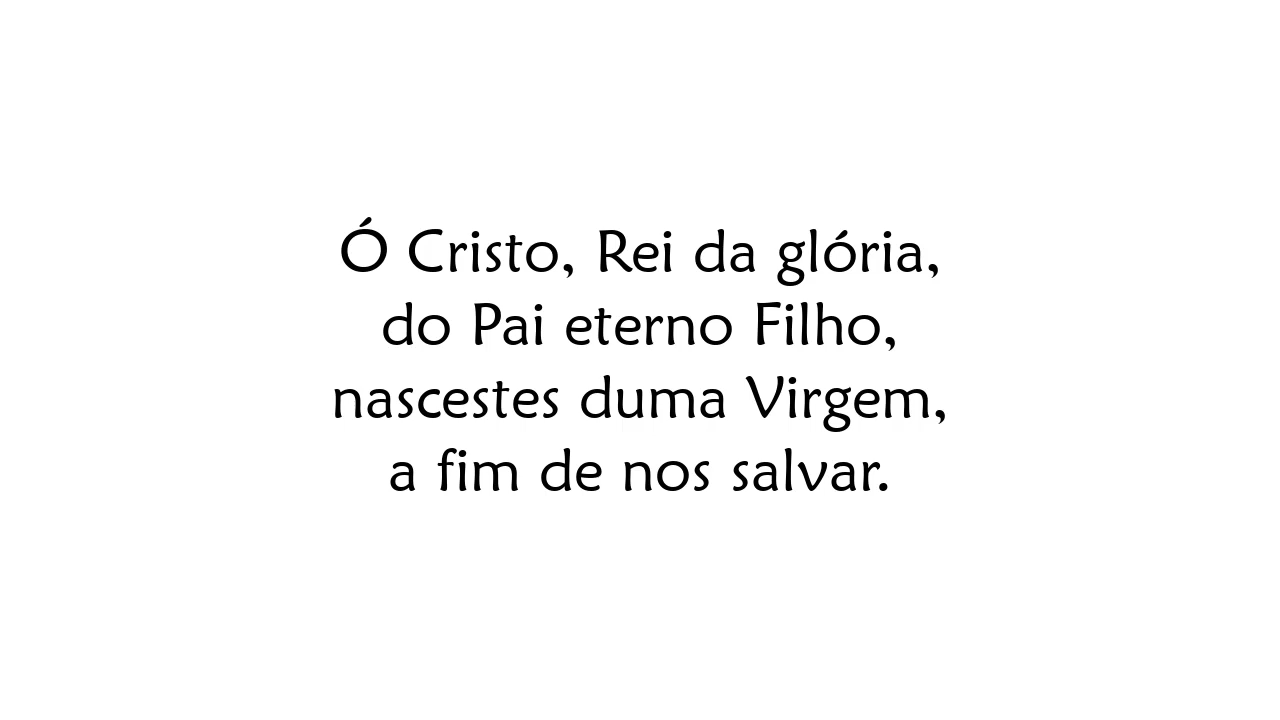 Ó Cristo, Rei da glória,
do Pai eterno Filho,
nascestes duma Virgem,
a fim de nos salvar.